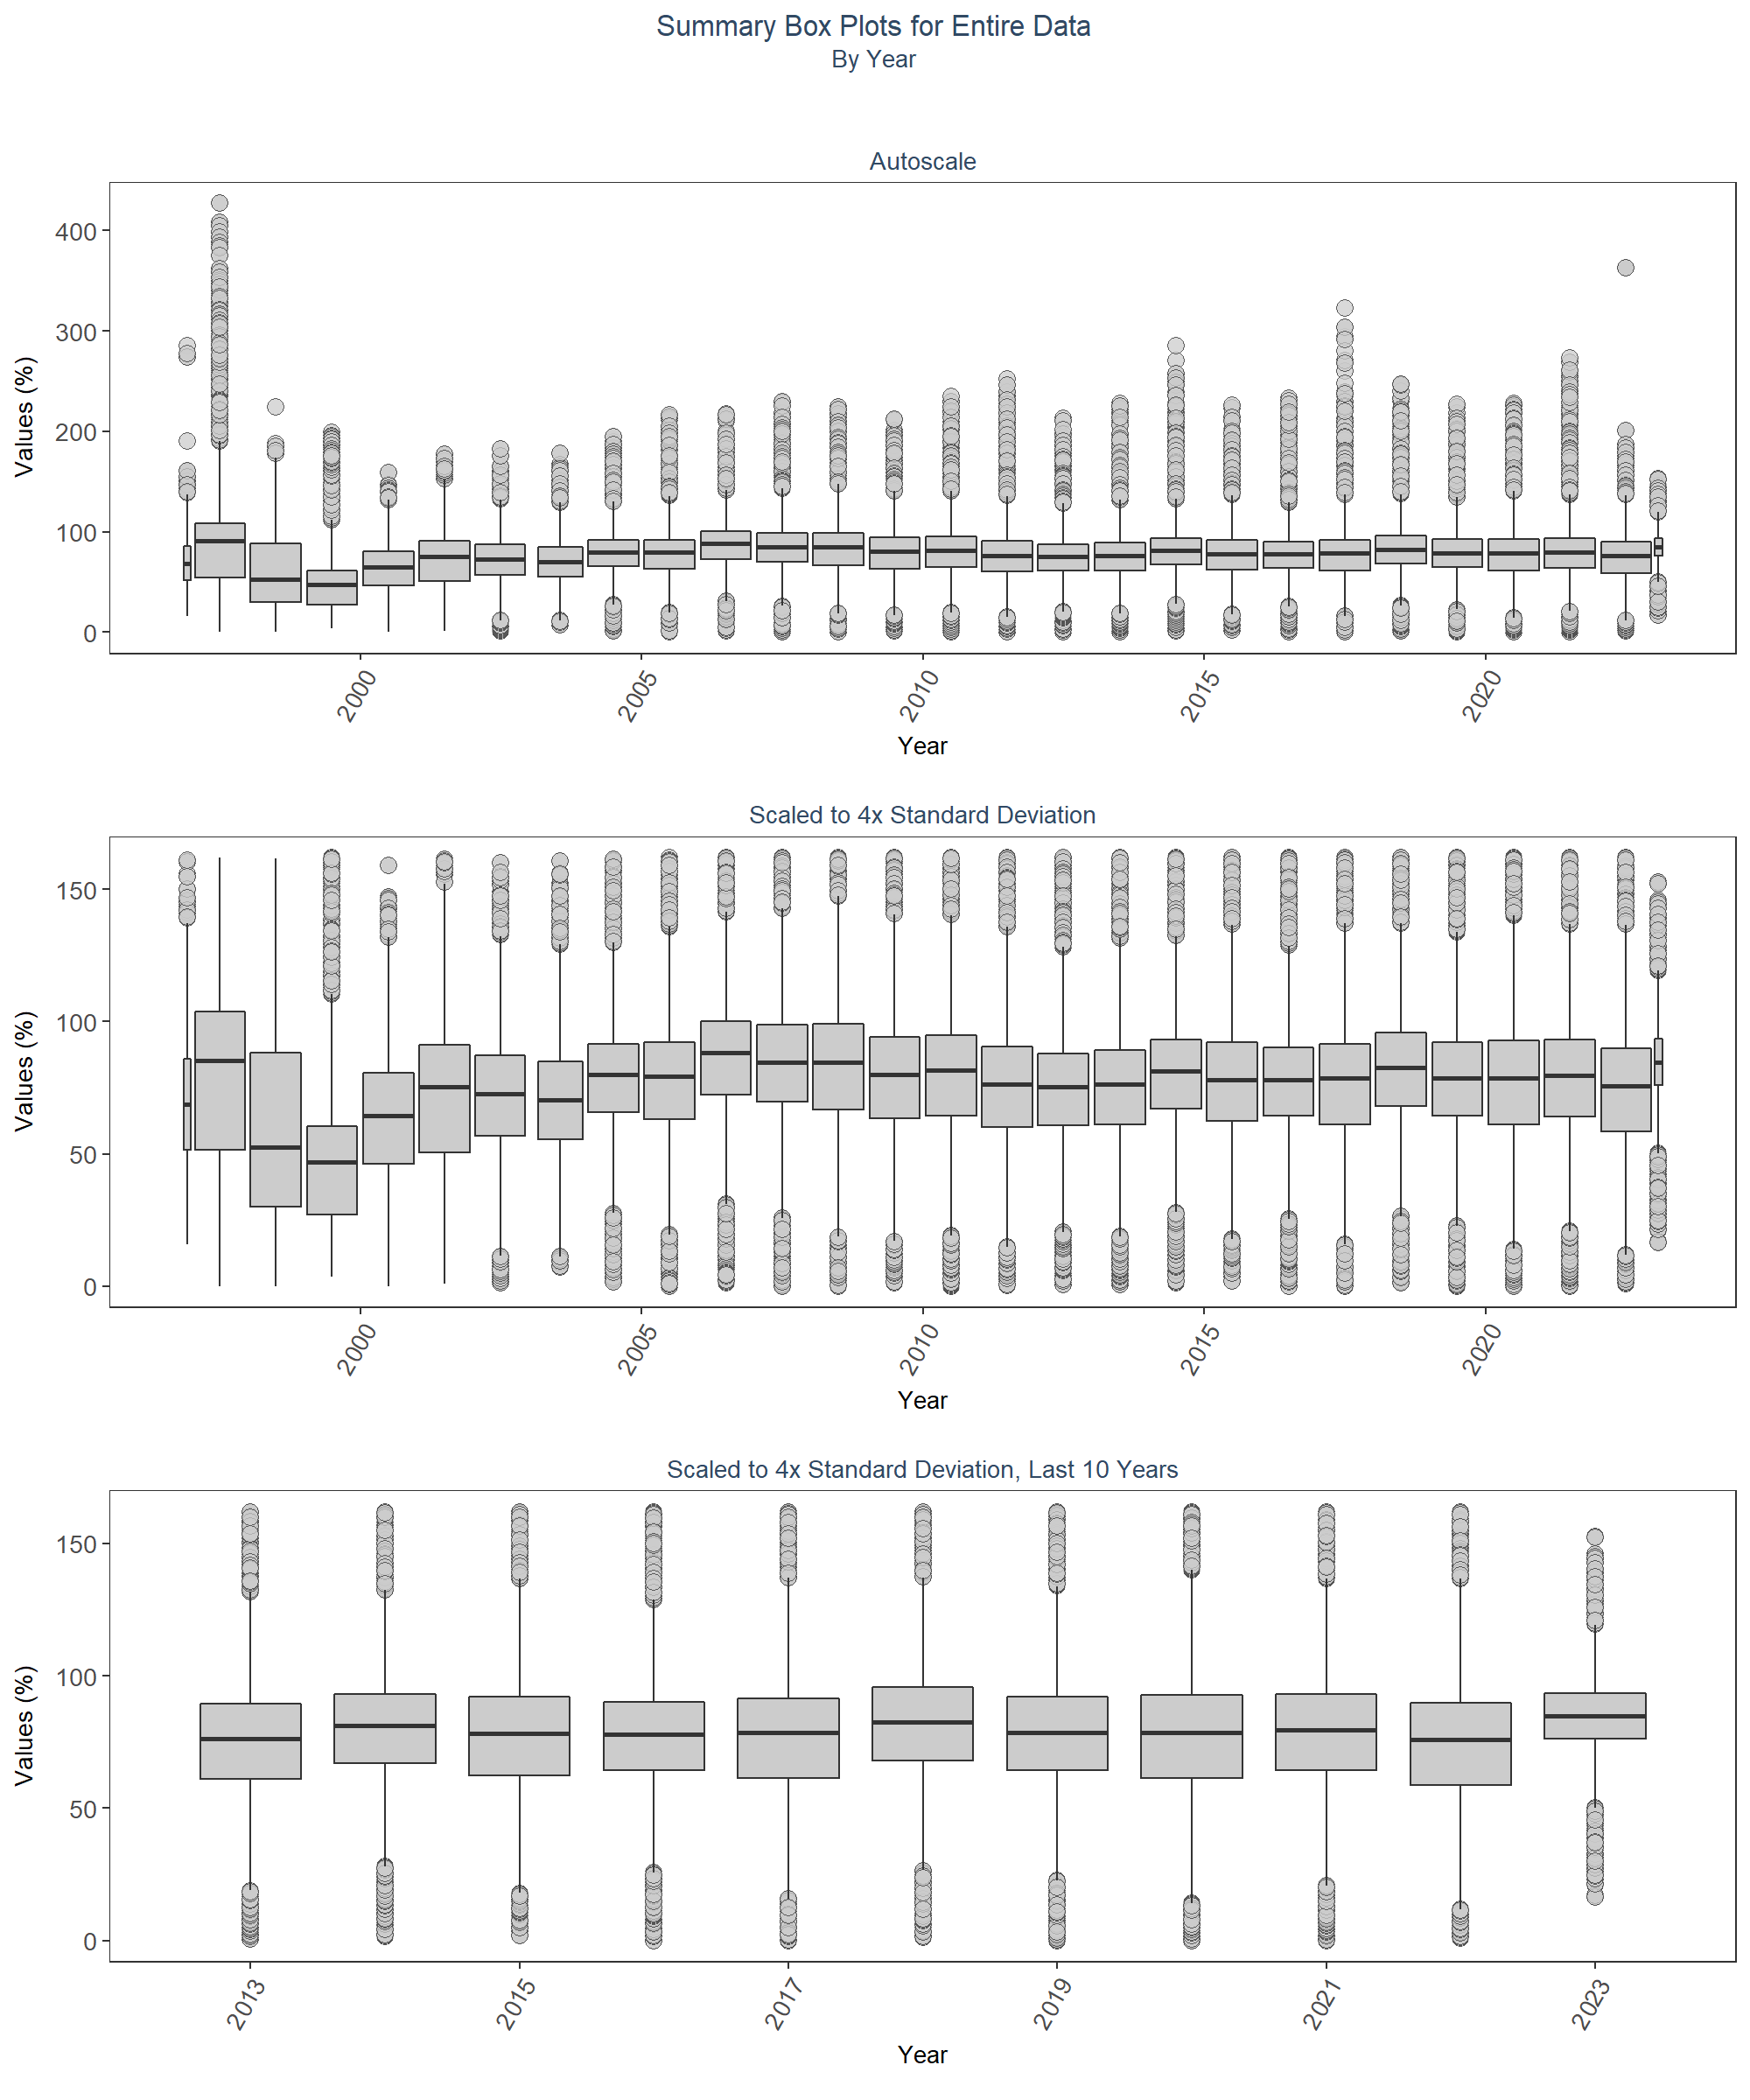 Summary Box Plots for Entire Data
By Year
Autoscale
Values (%)
400
300
200
100
0
2000
2005
2010
2015
2020
Year
Scaled to 4x Standard Deviation
Values (%)
150
100
50
0
2000
2005
2010
2015
2020
Year
Scaled to 4x Standard Deviation, Last 10 Years
Values (%)
150
100
50
0
2013
2015
2017
2019
2021
2023
Year